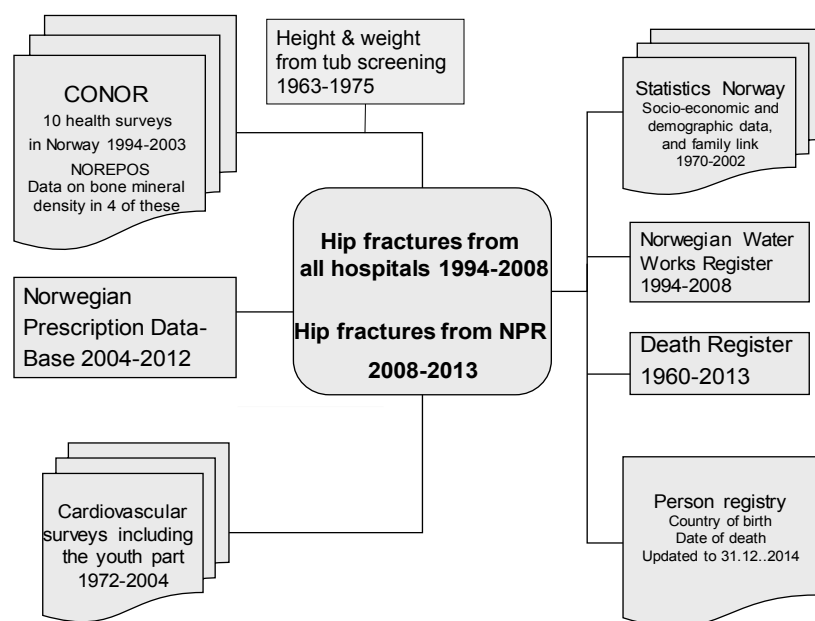 CONOR
10 health surveys
in Norway 1994-2003
NOREPOS
Data on bone mineral
density in 4 of these
Height & weight
from tub screening
1963-1975
Statistics Norway
Socio-economic and
demographic data,
and family link
1970-2002
Hip fractures from
all hospitals 1994-2008
Hip fractures from NPR
2008-2013
Norwegian Water
Works Register
1994-2008
Norwegian
Prescription Data-
Base 2004-2012
Death Register
1960-2013
Cardiovascular
surveys including
the youth part
1972-2004
Person registry
Country of birth
Date of death
Updated to 31.12..2014